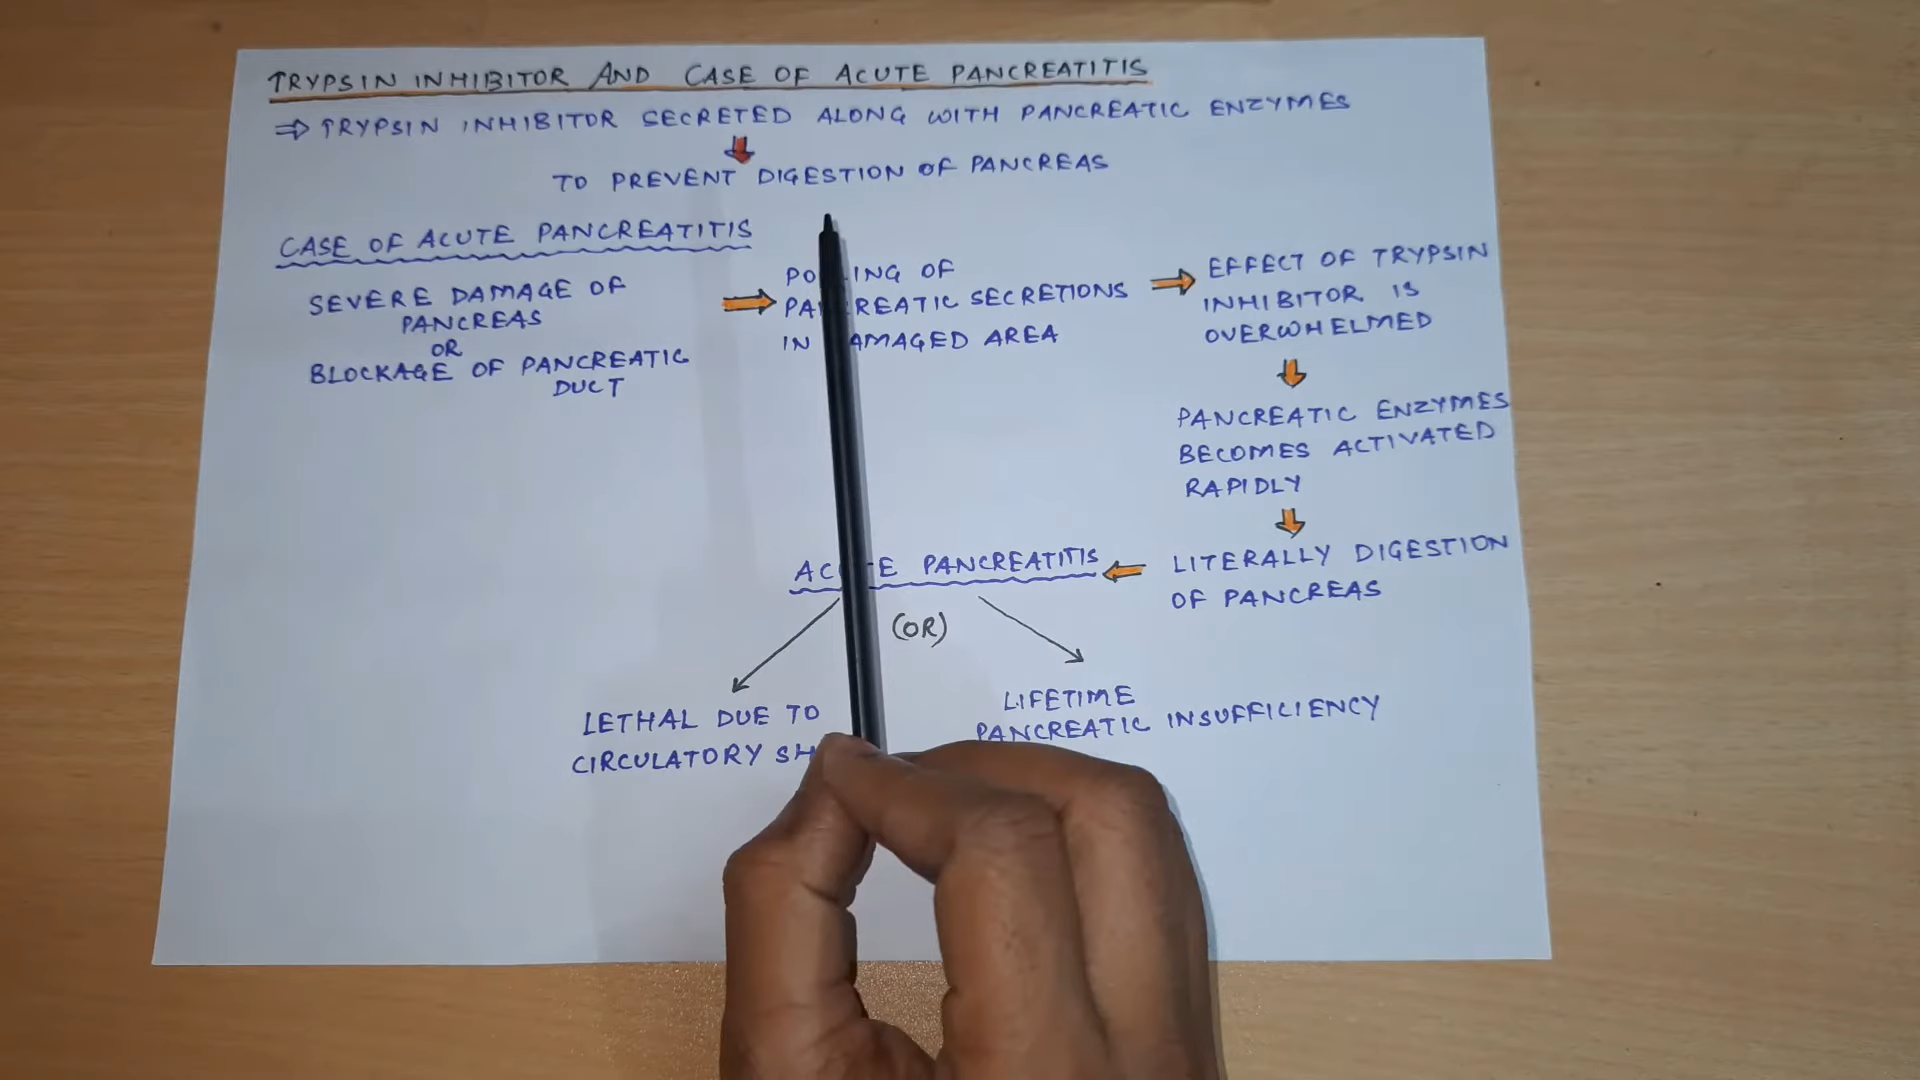 TRYPSIN INHIBITOR AND CASE OF ACUTE PANCREATITIS
⇒ TRYPSIN INHIBITOR SECRETED ALONG WITH PANCREATIC ENZYMES
TO PREVENT DIGESTION OF PANCREAS
CASE OF ACUTE PANCREATITIS
SEVERE DAMAGE OF
PANCREAS
OR
BLOCKAGE OF PANCREATIC
DUCT
OF
SECRETIONS
IN AREA
EFFECT OF TRYPSIN
INHIBITOR IS
OVERWHELMED
PANCREATIC ENZYMES
BECOMES ACTIVATED
RAPIDLY
LITERALLY DIGESTION
OF PANCREAS
PANCREATITIS
(OR)
LETHAL DUE TO
CIRCULATORY
LIFETIME
PANCREATIC INSUFFICIENCY